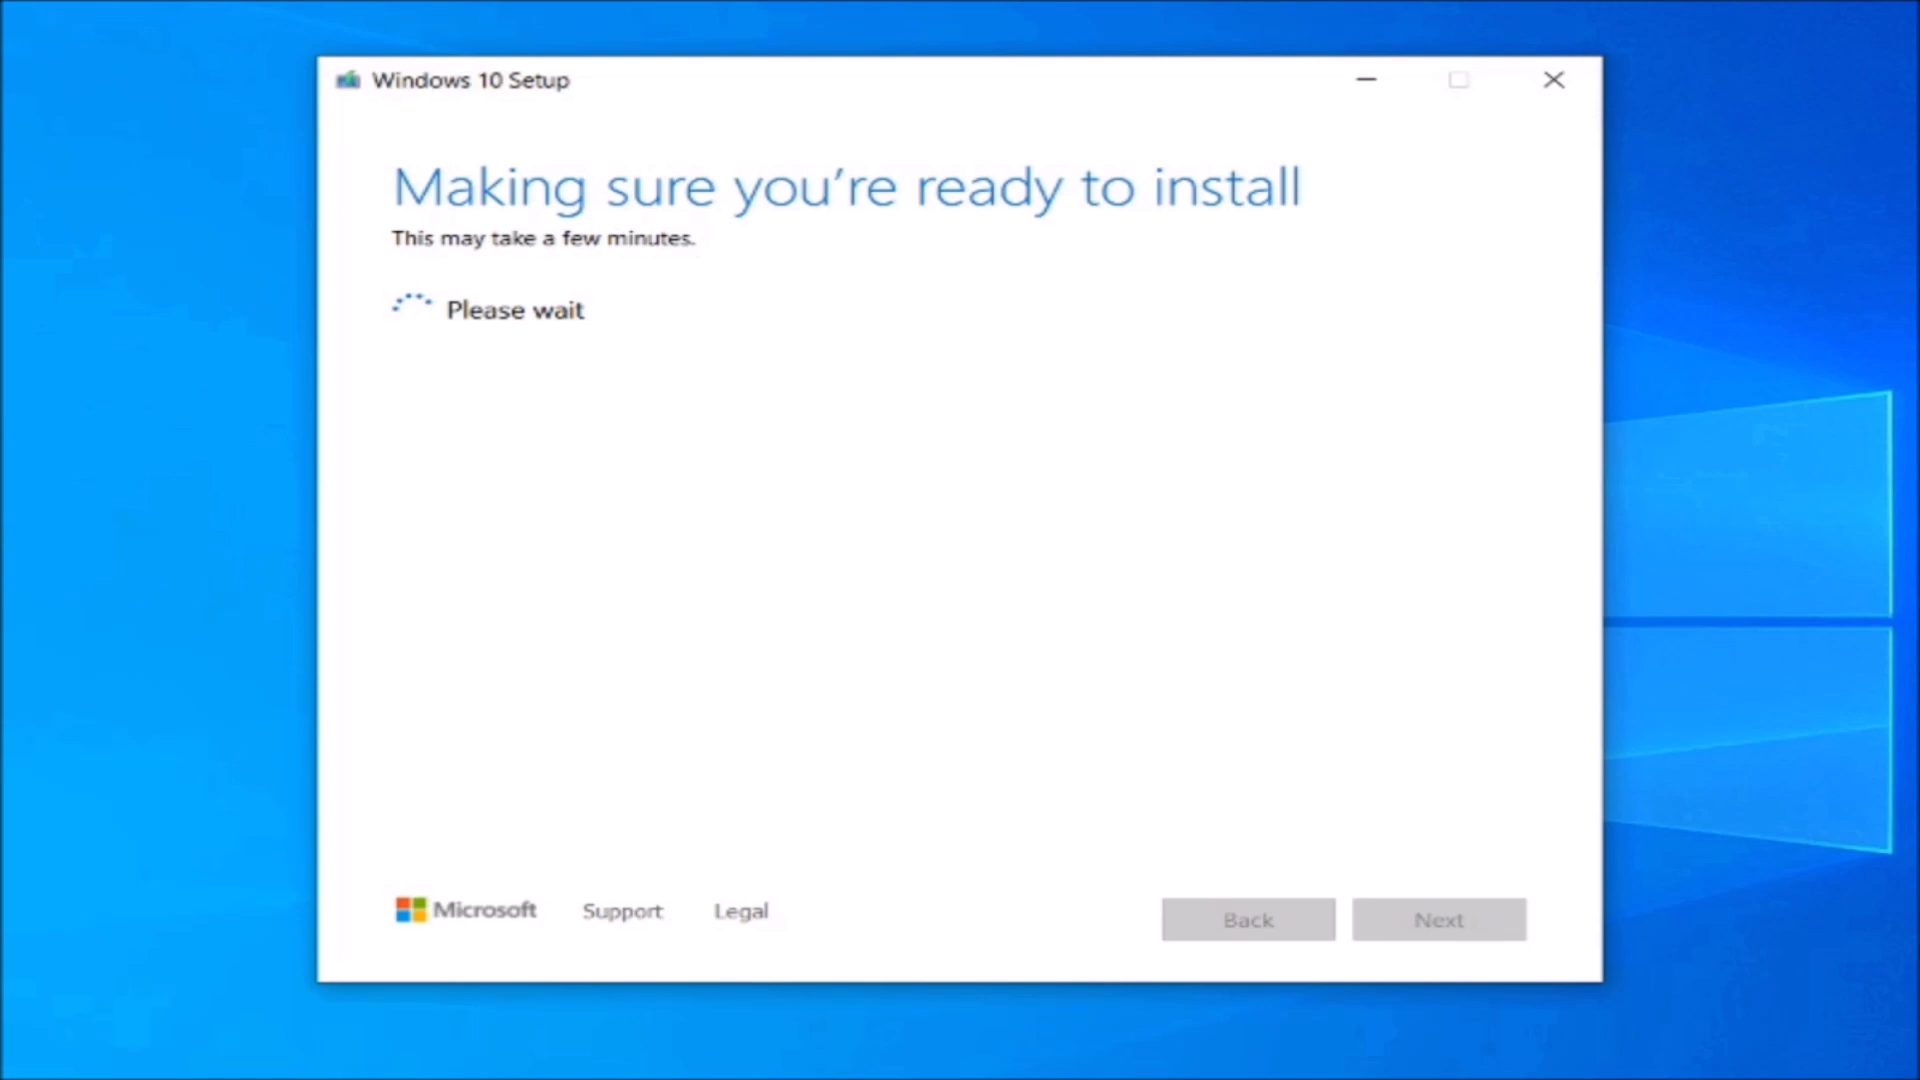 Windows 10 Setup
Making sure you're ready to install
This may take a few minutes.
Please wait
Microsoft Support Legal Back Next